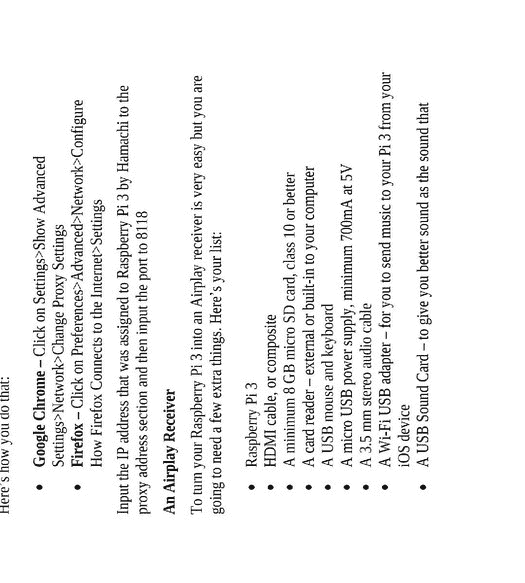 Here's how you do that:
• Google Chrome – Click on Settings>Show Advanced
Settings>Network>Change Proxy Settings
• Firefox – Click on Preferences>Advanced>Network>Configure
How Firefox Connects to the Internet>Settings
Input the IP address that was assigned to Raspberry Pi 3 by Hamachi to the
proxy address section and then input the port to 8118
An Airplay Receiver
To turn your Raspberry Pi 3 into an Airplay receiver is very easy but you are
going to need a few extra things. Here's your list:
• Raspberry Pi 3
• HDMI cable, or composite
• A minimum 8 GB micro SD card, class 10 or better
• A card reader – external or built-in to your computer
• A USB mouse and keyboard
• A micro USB power supply, minimum 700mA at 5V
• A 3.5 mm stereo audio cable
• A Wi-Fi USB adapter – for you to send music to your Pi 3 from your
iOS device
• A USB Sound Card – to give you better sound as the sound that